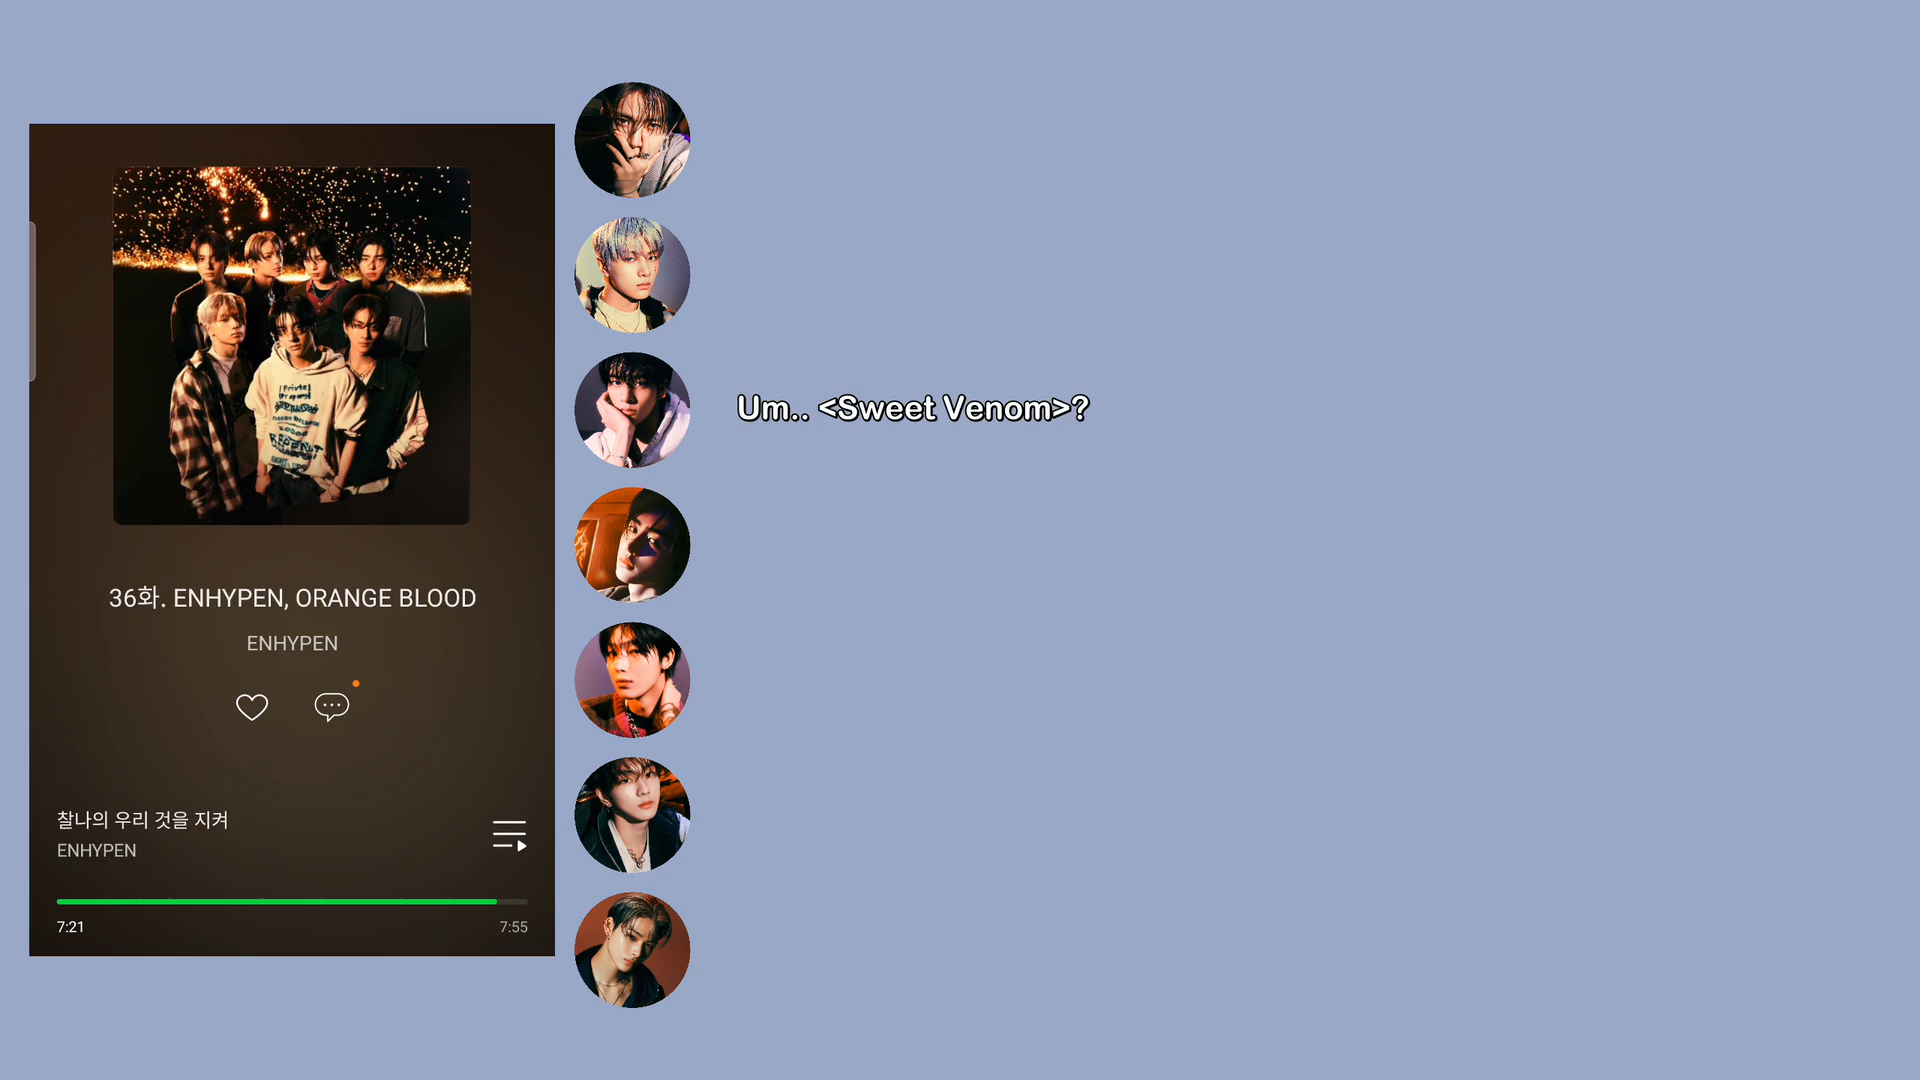 36화. ENHYPEN, ORANGE BLOOD
ENHYPEN
찰나의 우리 것을 지켜
ENHYPEN
7:21
7:55
Um.. <Sweet Venom>?